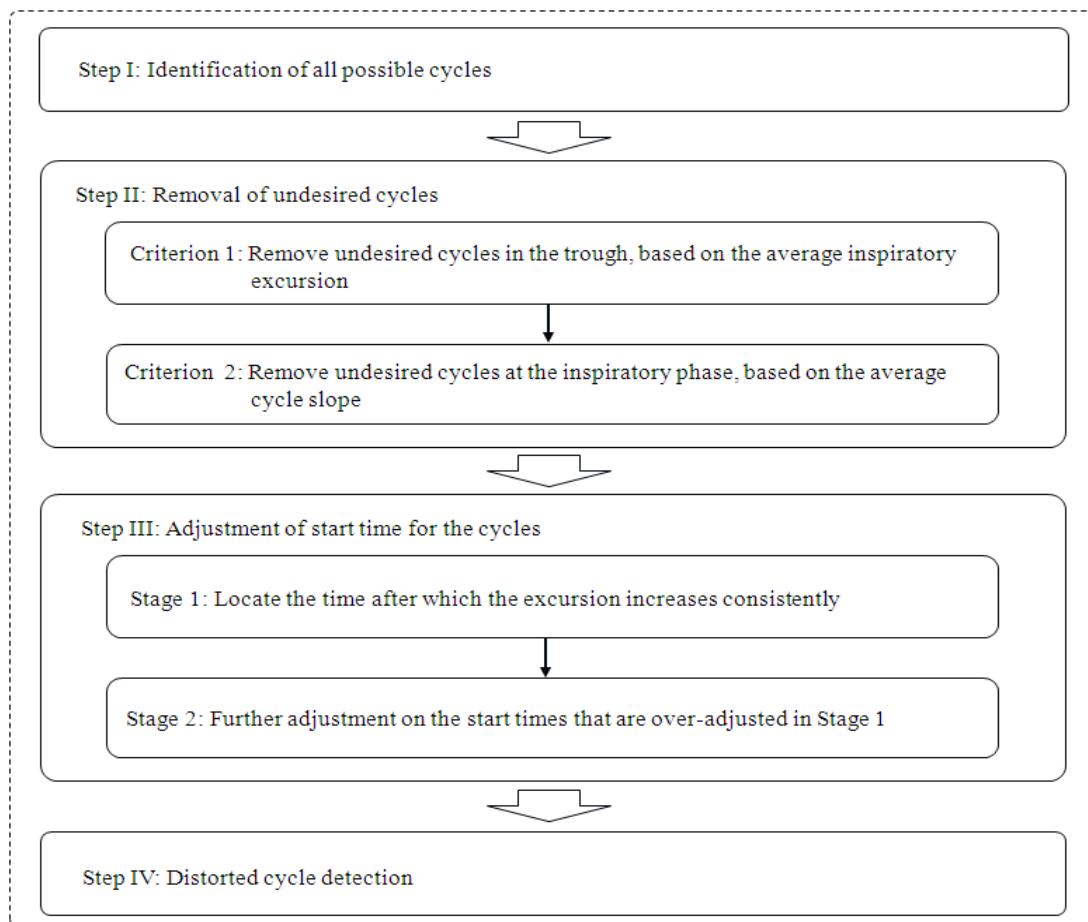 Step I: Identification of all possible cycles
Step II: Removal of undesired cycles
Criterion 1: Remove undesired cycles in the trough, based on the average inspiratory
excursion
Criterion 2: Remove undesired cycles at the inspiratory phase, based on the average
cycle slope
Step III: Adjustment of start time for the cycles
Stage 1: Locate the time after which the excursion increases consistently
Stage 2: Further adjustment on the start times that are over-adjusted in Stage 1
Step IV: Distorted cycle detection